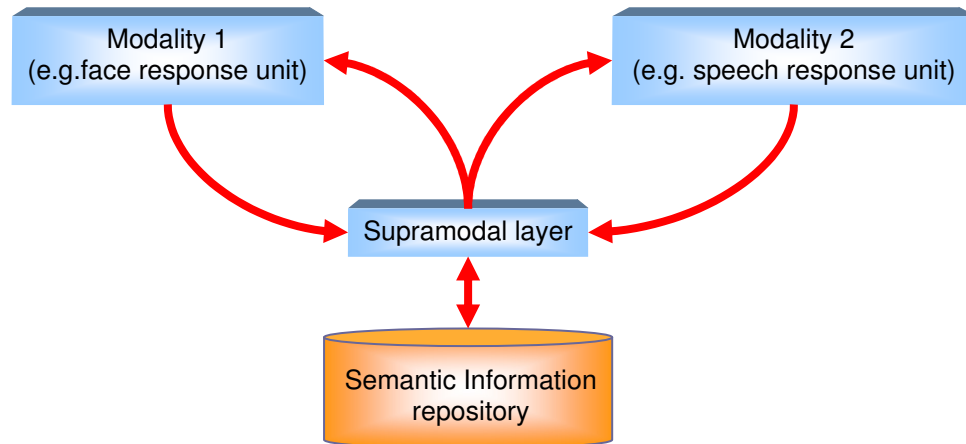 Modality 1
(e.g.face response unit)
Modality 2
(e.g. speech response unit)
Supramodal layer
Semantic Information
repository